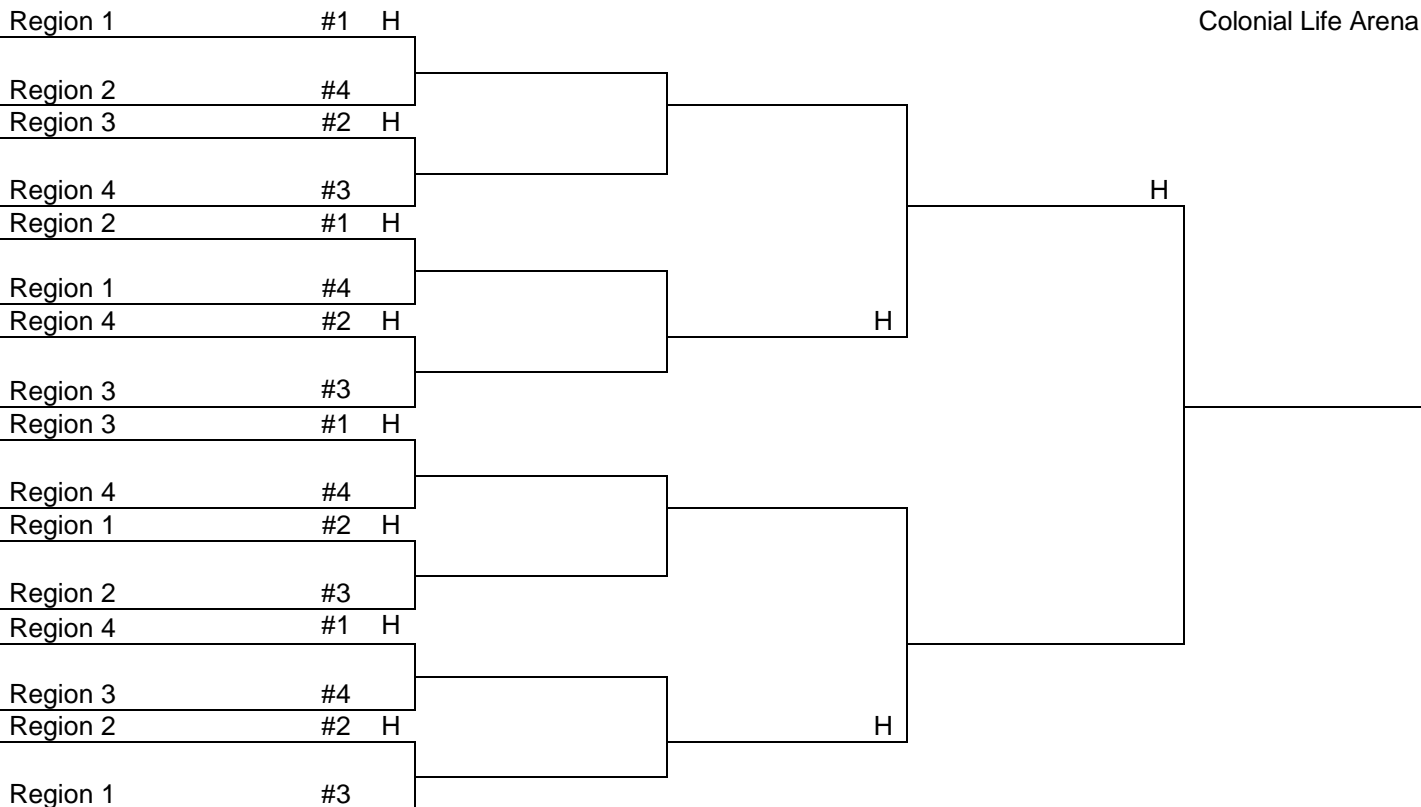 Region 1 #1 H Colonial Life Arena
Region 2 #4
Region 3 #2 H
Region 4 #3 H
Region 2 #1 H
Region 1 #4
Region 4 #2 H H
Region 3 #3
Region 3 #1 H
Region 4 #4
Region 1 #2 H
Region 2 #3
Region 4 #1 H
Region 3 #4
Region 2 #2 H H
Region 1 #3